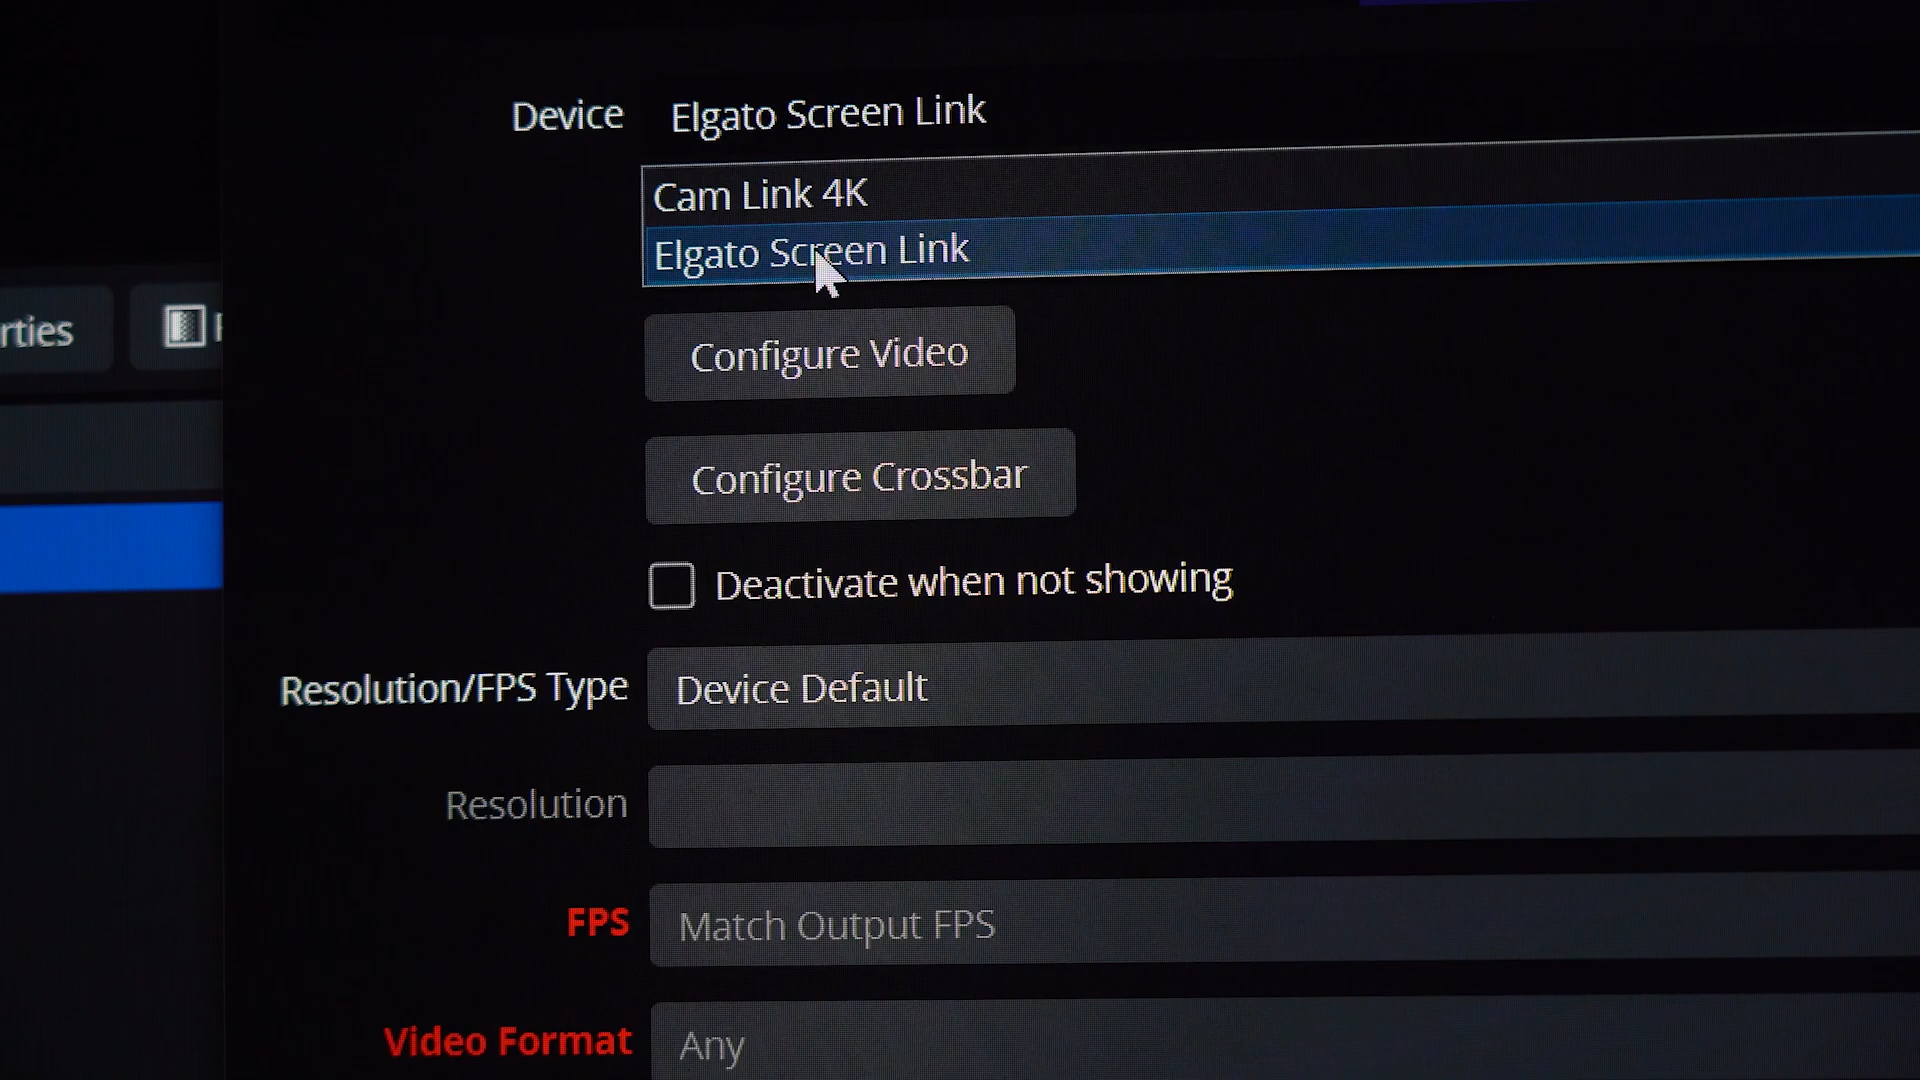 Device Elgato Screen Link
Cam Link 4K
Elgato Screen Link
rties
Configure Video
Configure Crossbar
Deactivate when not showing
Resolution/FPS Type Device Default
Resolution
FPS Match Output FPS
Video Format Any